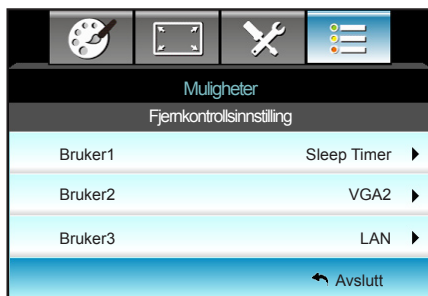 Muligheter
Fjernkontrollsinnstilling
Bruker1 Sleep Timer
Bruker2 VGA2
Bruker3 LAN
Avslutt